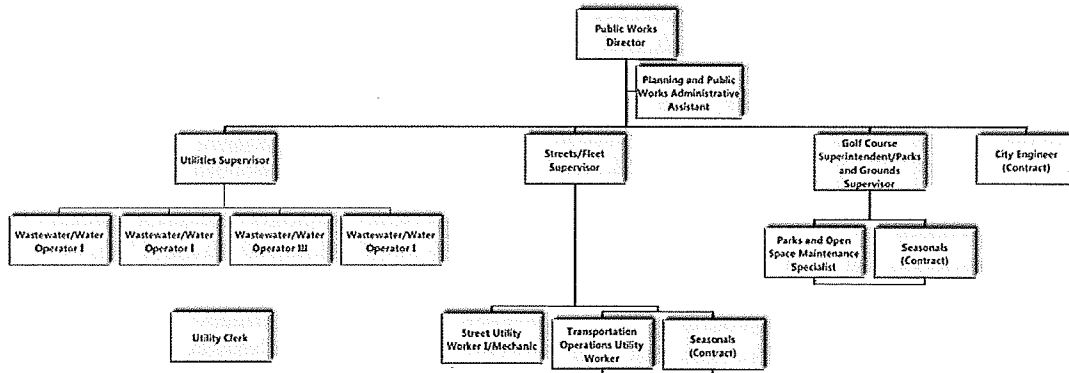 Public Works
Director
Planning and Public
Works Administrative
Assistant
Utilities Supervisor
Streets/Fleet
Supervisor
Golf Course
Superintendent/Parks
and Grounds
Supervisor
City Engineer
(Contract)
Wastewater/Water
Operator I
Wastewater/Water
Operator I
Wastewater/Water
Operator III
Wastewater/Water
Operator I
Parks and Open
Space Maintenance
Specialist
Seasonals
(Contract)
Utility Clerk
Street Utility
Worker I/Mechanic
Transportation
Operations Utility
Worker
Seasonals
(Contract)